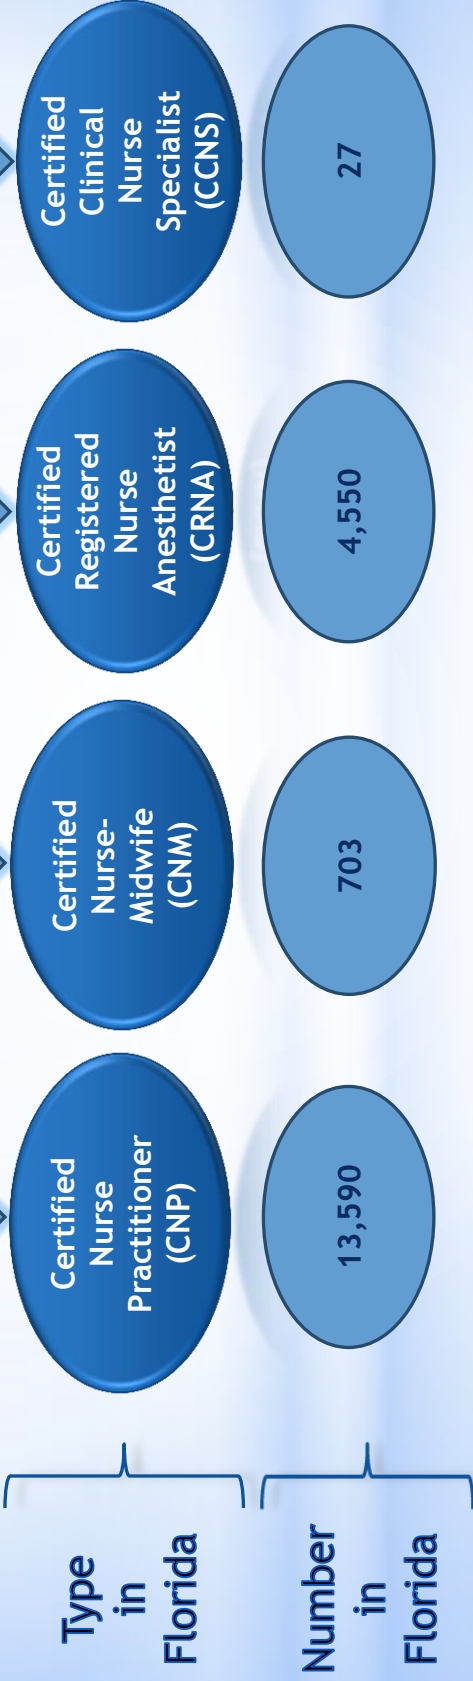 Type
in
Florida
Certified
Nurse
Practitioner
(CNP)
Certified
Nurse-
Midwife
(CNM)
Certified
Registered
Nurse
Anesthetist
(CRNA)
Certified
Clinical
Nurse
Specialist
(CCNS)
Number
in
Florida
13,590
703
4,550
27